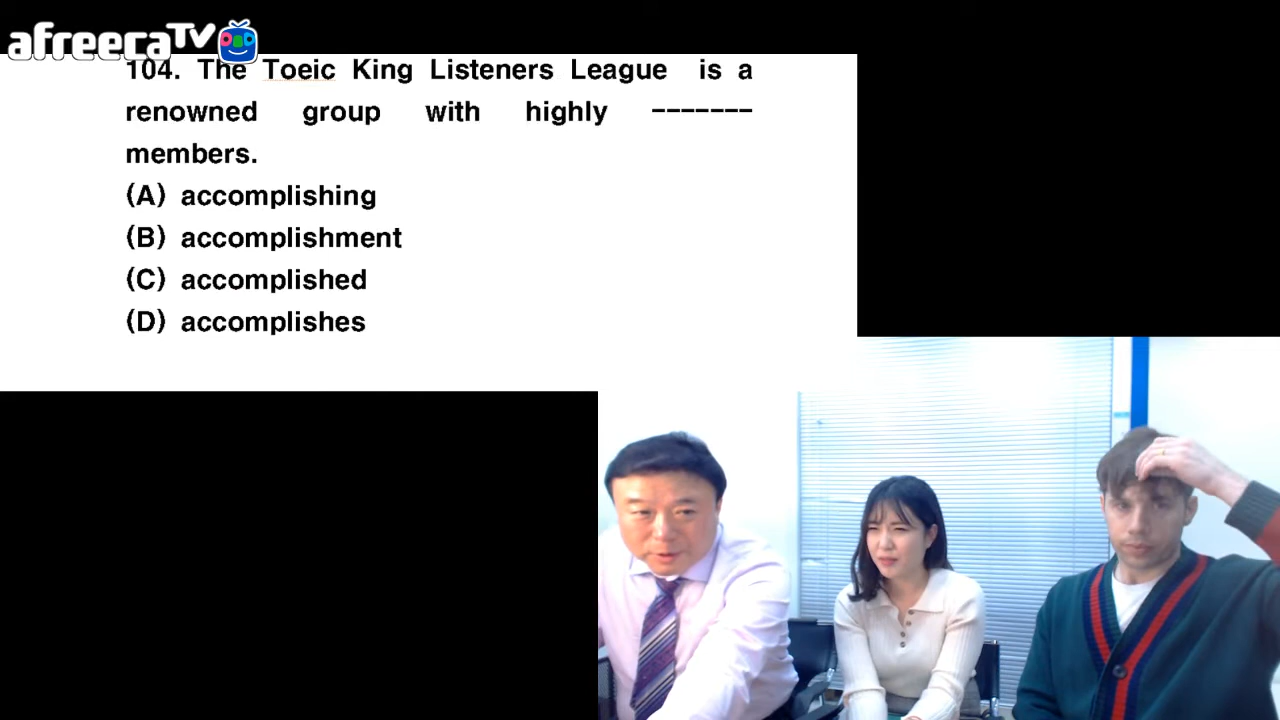 afreecaTV
104. The Toeic King Listeners League is a
renowned group with highly -------
members.
(A) accomplishing
(B) accomplishment
(C) accomplished
(D) accomplishes